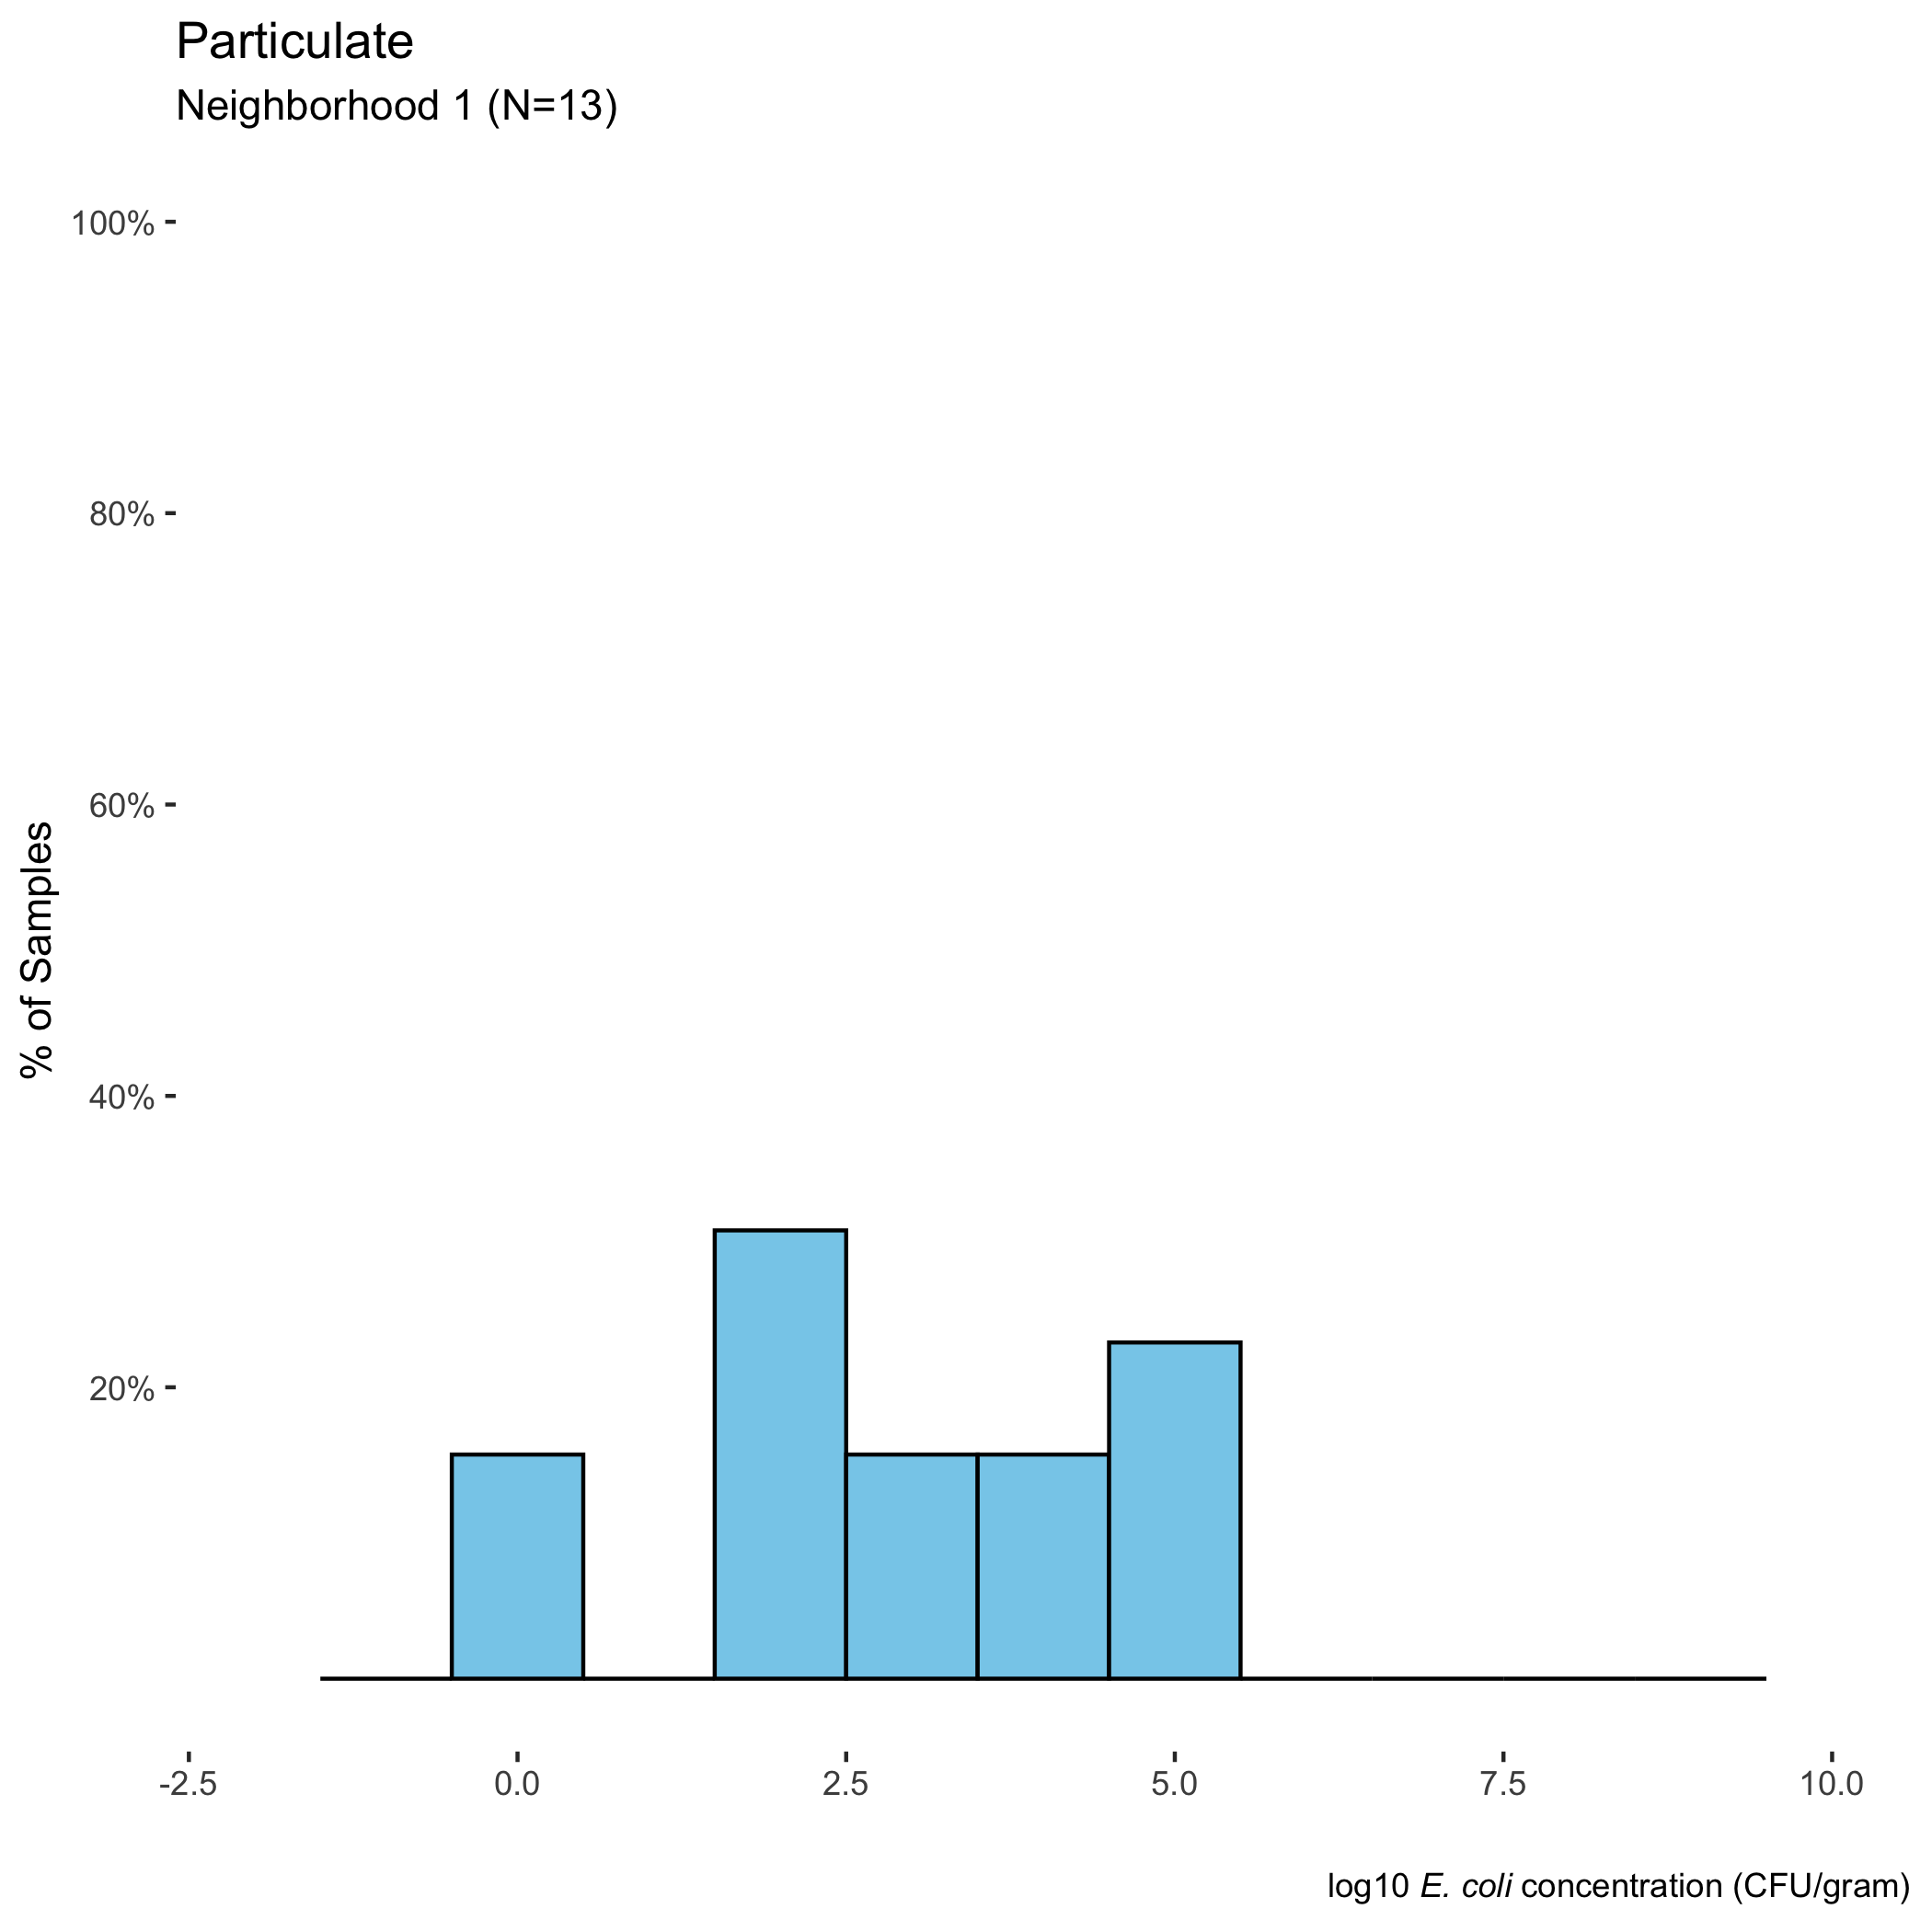 Particulate
Neighborhood 1 (N=13)
100%
80%
60%
40%
20%
% of Samples
-2.5 0.0 2.5 5.0 7.5 10.0
log10 E. coli concentration (CFU/gram)